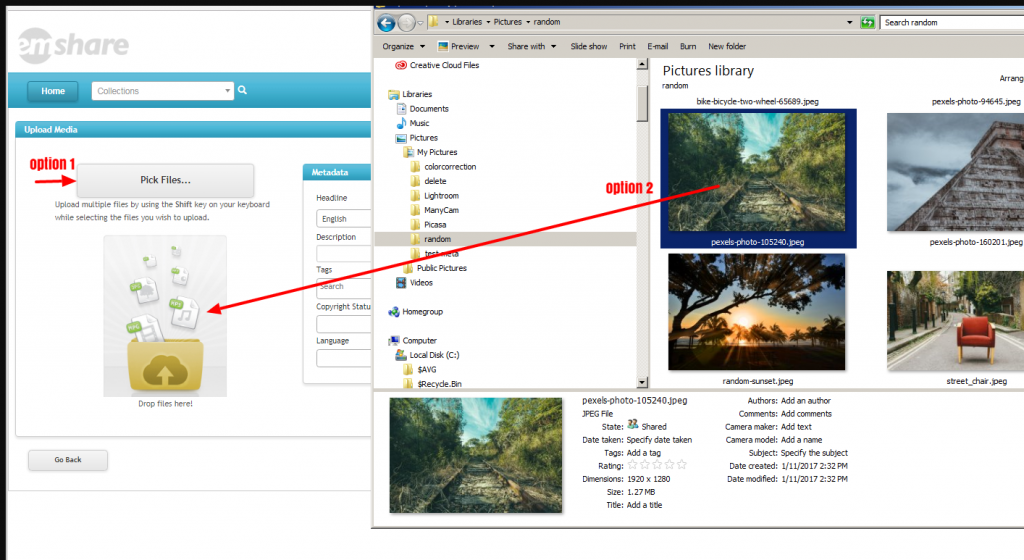 emshare
Home
Collections
Upload Media
option 1
Pick Files...
Upload multiple files by using the Shift key on your keyboard
while selecting the files you wish to upload.
Drop files here!
Go Back
Metadata
Headline
English
Description
Tags
Search
Copyright Statu
Language
Libraries
Pictures
random
Search random
Organize
Preview
Share with
Slide show
Print
E-mail
Burn
New folder
Creative Cloud Files
Libraries
Documents
Music
Pictures
My Pictures
colorcorrection
delete
Lightroom
ManyCam
Picasa
random
test meta
Public Pictures
Videos
Homegroup
Computer
Local Disk (C:)
$AVG
$Recycle.Bin
Pictures library
random
Arrang
option 2
bike-bicycle-two-wheel-65689.jpeg
pexels-photo-94645.jpeg
pexels-photo-105240.jpeg
pexels-photo-160201.jpeg
random-sunset.jpeg
street_chair.jpeg
pexels-photo-105240.jpeg
JPEG File
State: Shared
Date taken: Specify date taken
Tags: Add a tag
Rating:
Dimensions: 1920 x 1280
Size: 1.27 MB
Title: Add a title
Authors: Add an author
Comments: Add comments
Camera maker: Add text
Camera model: Add a name
Subject: Specify the subject
Date created: 1/11/2017 2:32 PM
Date modified: 1/11/2017 2:32 PM